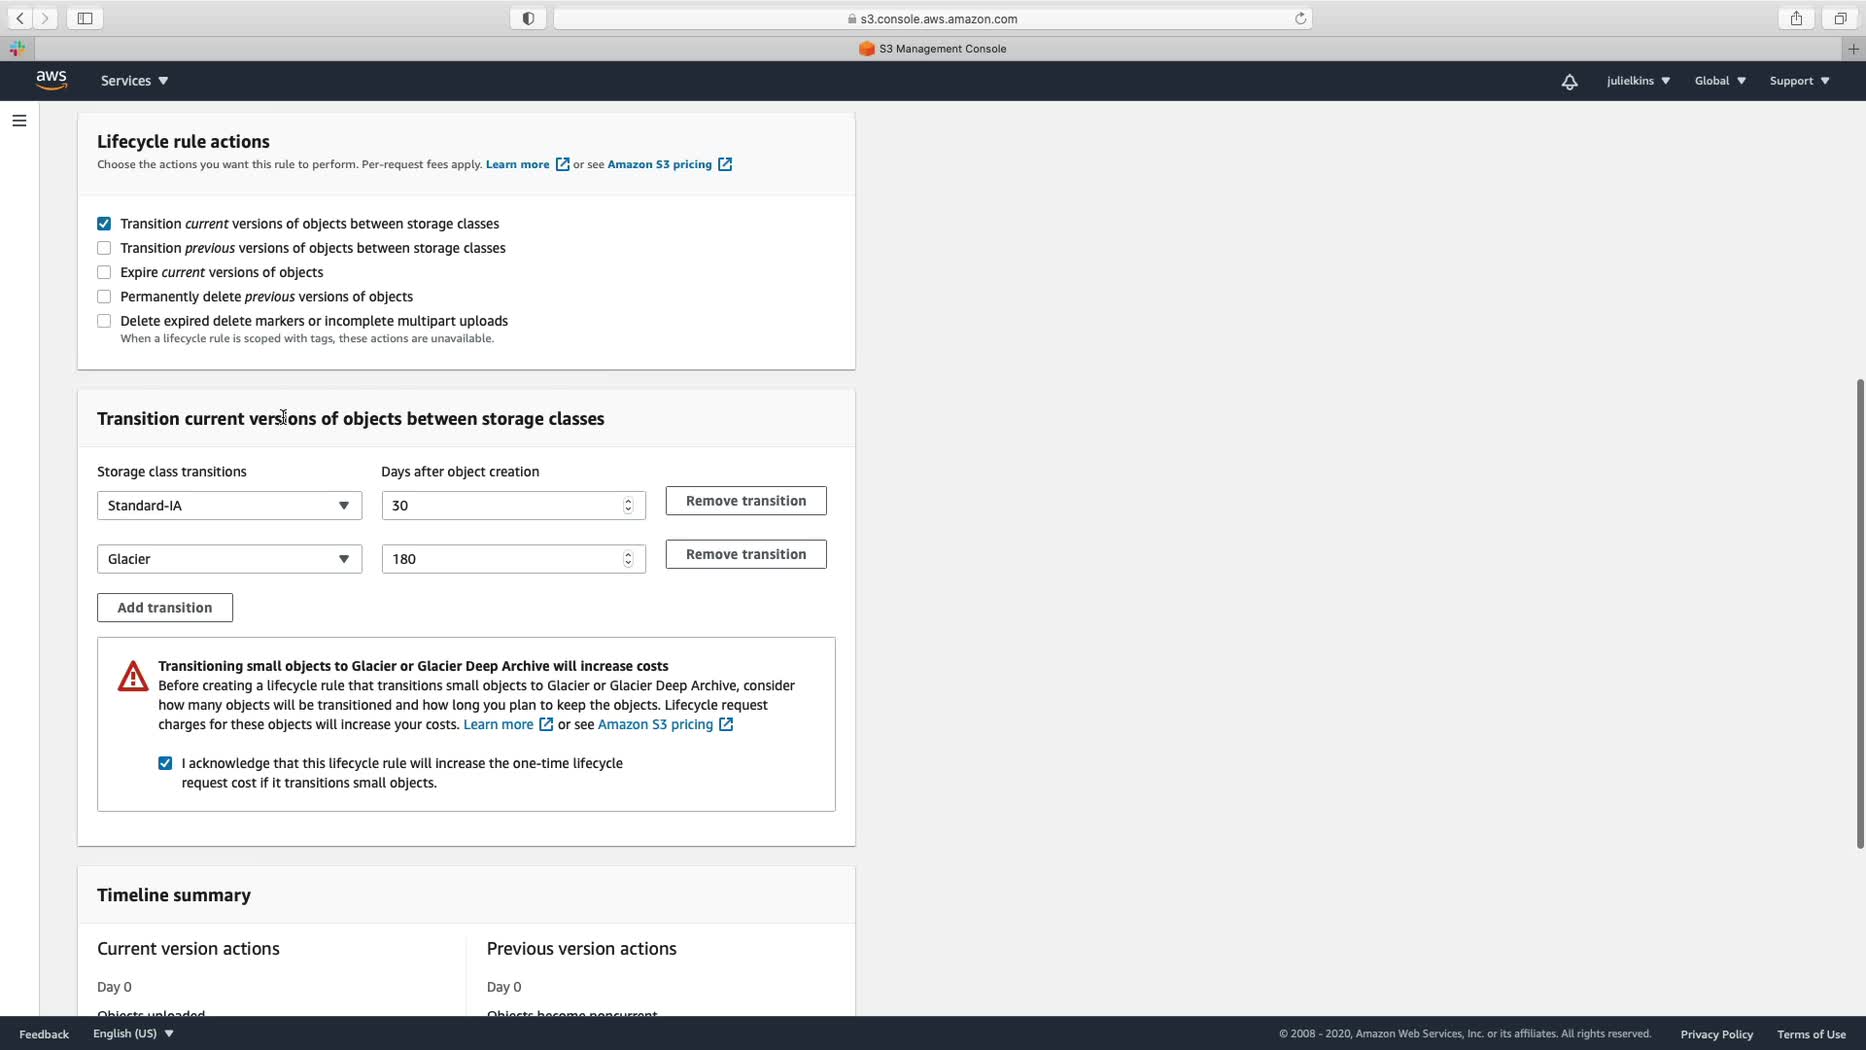 s3.console.aws.amazon.com
S3 Management Console
aws
Services
julielkins
Global
Support
Lifecycle rule actions
Choose the actions you want this rule to perform. Per-request fees apply. Learn more or see Amazon S3 pricing
Transition current versions of objects between storage classes
Transition previous versions of objects between storage classes
Expire current versions of objects
Permanently delete previous versions of objects
Delete expired delete markers or incomplete multipart uploads
When a lifecycle rule is scoped with tags, these actions are unavailable.
Transition current versions of objects between storage classes
Storage class transitions
Days after object creation
Standard-IA
30
Remove transition
Glacier
180
Remove transition
Add transition
Transitioning small objects to Glacier or Glacier Deep Archive will increase costs
Before creating a lifecycle rule that transitions small objects to Glacier or Glacier Deep Archive, consider
how many objects will be transitioned and how long you plan to keep the objects. Lifecycle request
charges for these objects will increase your costs. Learn more or see Amazon S3 pricing
I acknowledge that this lifecycle rule will increase the one-time lifecycle
request cost if it transitions small objects.
Timeline summary
Current version actions
Previous version actions
Day 0
Day 0
Objects uploaded
Objects become noncurrent
Feedback
English (US)
© 2008 - 2020, Amazon Web Services, Inc. or its affiliates. All rights reserved.
Privacy Policy
Terms of Use